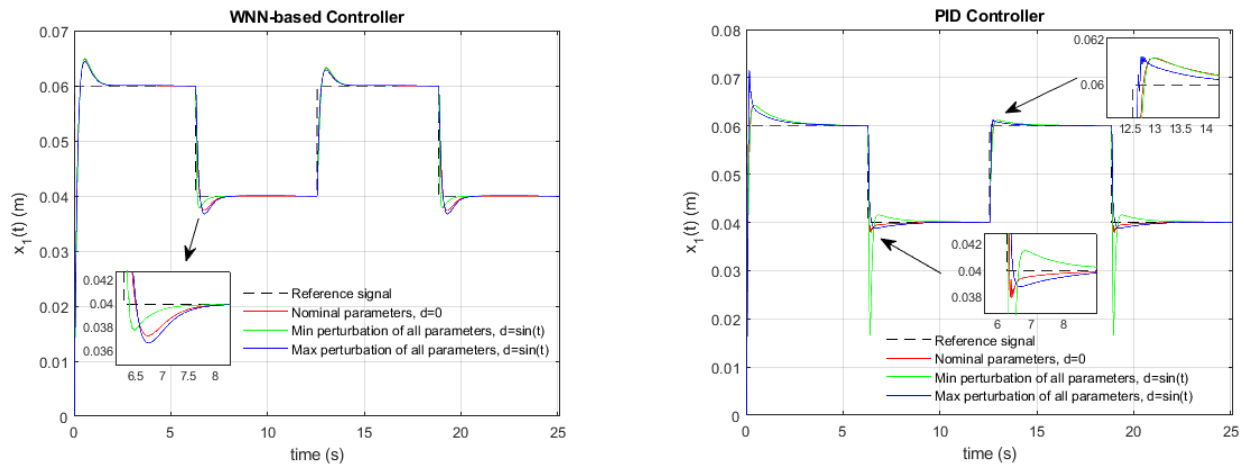 WNN-based Controller
0.07
0.06
0.05
0.04
0.03
0.02
0.01
0
x1(t) (m)
0.042
0.04
0.038
0.036
6.5 7 7.5 8
Reference signal
Nominal parameters, d=0
Min perturbation of all parameters, d=sin(t)
Max perturbation of all parameters, d=sin(t)
0 5 10 15 20 25
time (s)
PID Controller
0.08
0.07
0.06
0.05
0.04
0.03
0.02
0.01
0
x1(t) (m)
0.062
0.06
12.5 13 13.5 14
0.042
0.04
0.038
6 7 8
Reference signal
Nominal parameters, d=0
Min perturbation of all parameters, d=sin(t)
Max perturbation of all parameters, d=sin(t)
0 5 10 15 20 25
time (s)